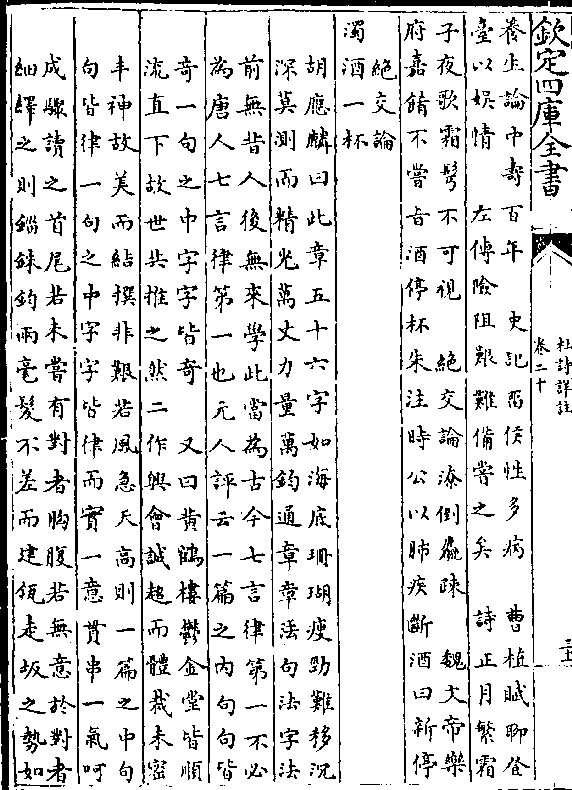 欽定四庫全書
杜詩詳註
卷二十
養生論中壽百年　史記留侯性多病　曹植賦聊登
臺以娛情　左傳險阻艱難備嘗之矣　詩正月繁霜
子夜歌霜鬢不可視　絶交論潦倒麤疎　魏文帝樂
府嘉餚不嘗旨酒停杯朱注時公以肺疾斷酒曰新停
絶交論
濁酒一杯
胡應麟曰此章五十六字如海底珊瑚瘦勁難移沉
深莫測而精光萬丈力量萬鈞通章章法句法字法
前無昔人後無來學此當為古今七言律第一不必
為唐人七言律第一也元人評云一篇之内句句皆
奇一句之中字字皆奇　又曰黄鶴樓鬱金堂皆順
流直下故世共推之然二作興會誠超而體裁未密
丰神故美而結撰非艱若風急天高則一篇之中句
句皆律一句之中字字皆律而實一意貫串一氣呵
成驟讀之首尾若未嘗有對者胸腹若無意於對者
細繹之則錙銖鈞兩毫髮不差而建瓴走坂之勢如